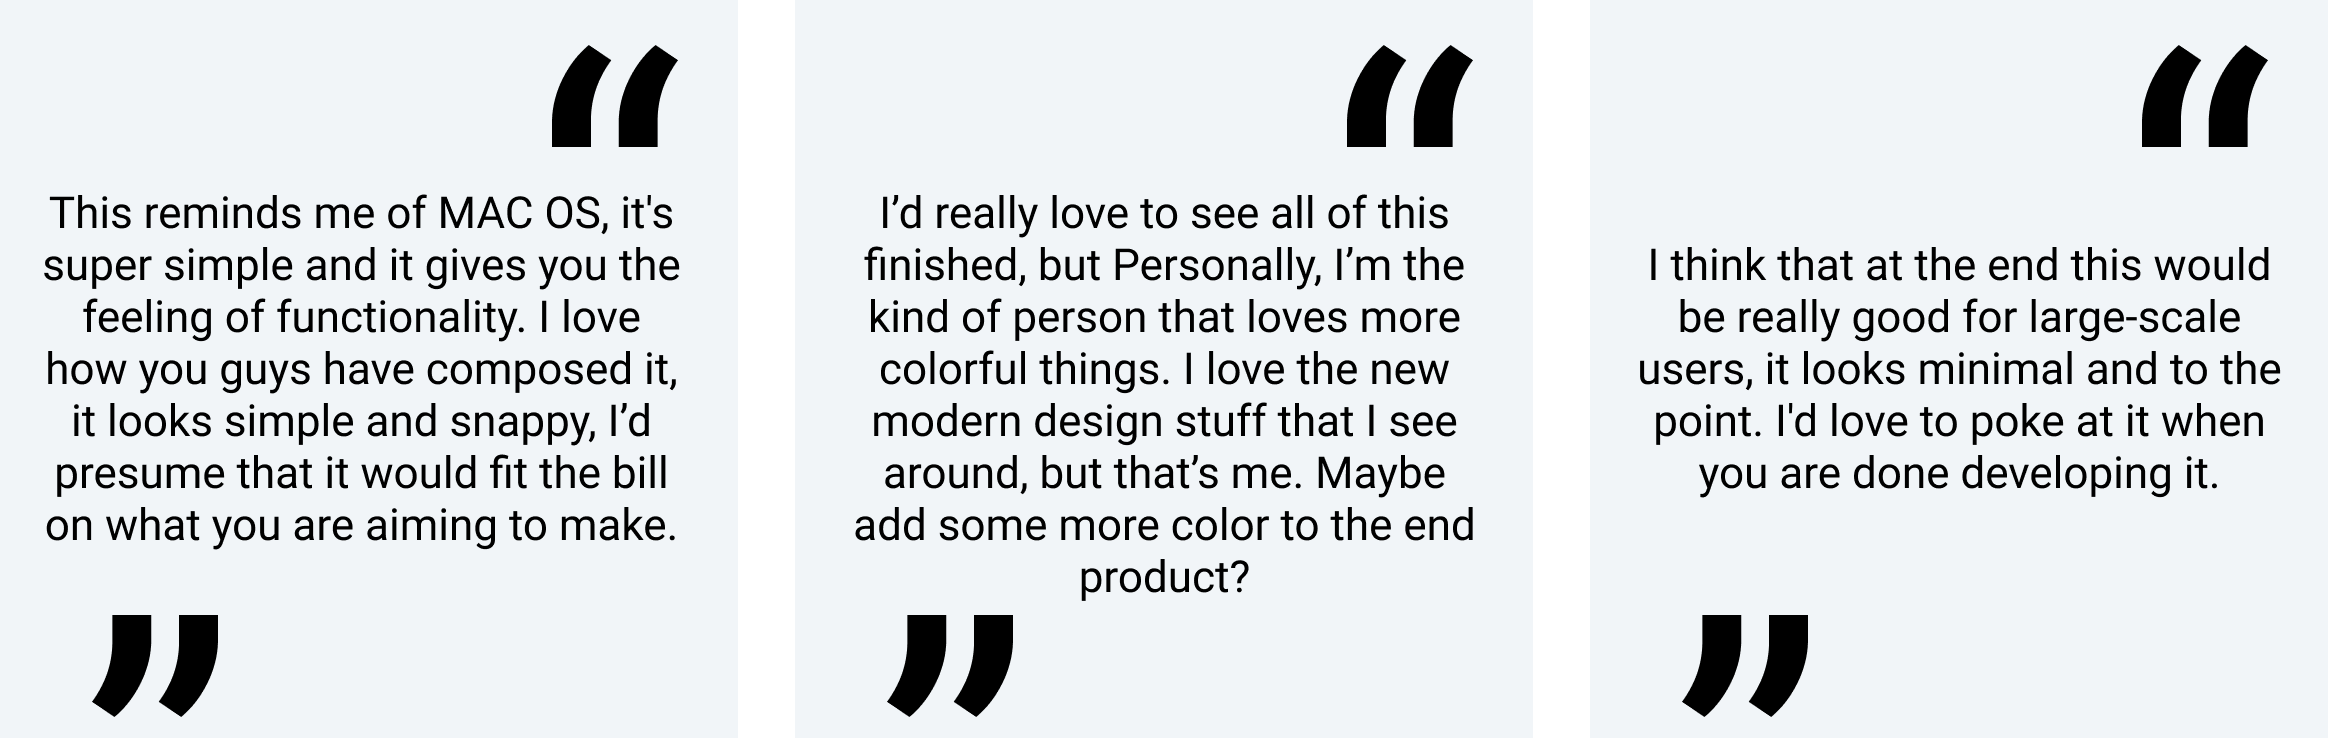 “
This reminds me of MAC OS, it's
super simple and it gives you the
feeling of functionality. I love
how you guys have composed it,
it looks simple and snappy, I’d
presume that it would fit the bill
on what you are aiming to make.
”
“
I’d really love to see all of this
finished, but Personally, I’m the
kind of person that loves more
colorful things. I love the new
modern design stuff that I see
around, but that’s me. Maybe
add some more color to the end
product?
”
“
I think that at the end this would
be really good for large-scale
users, it looks minimal and to the
point. I'd love to poke at it when
you are done developing it.
”